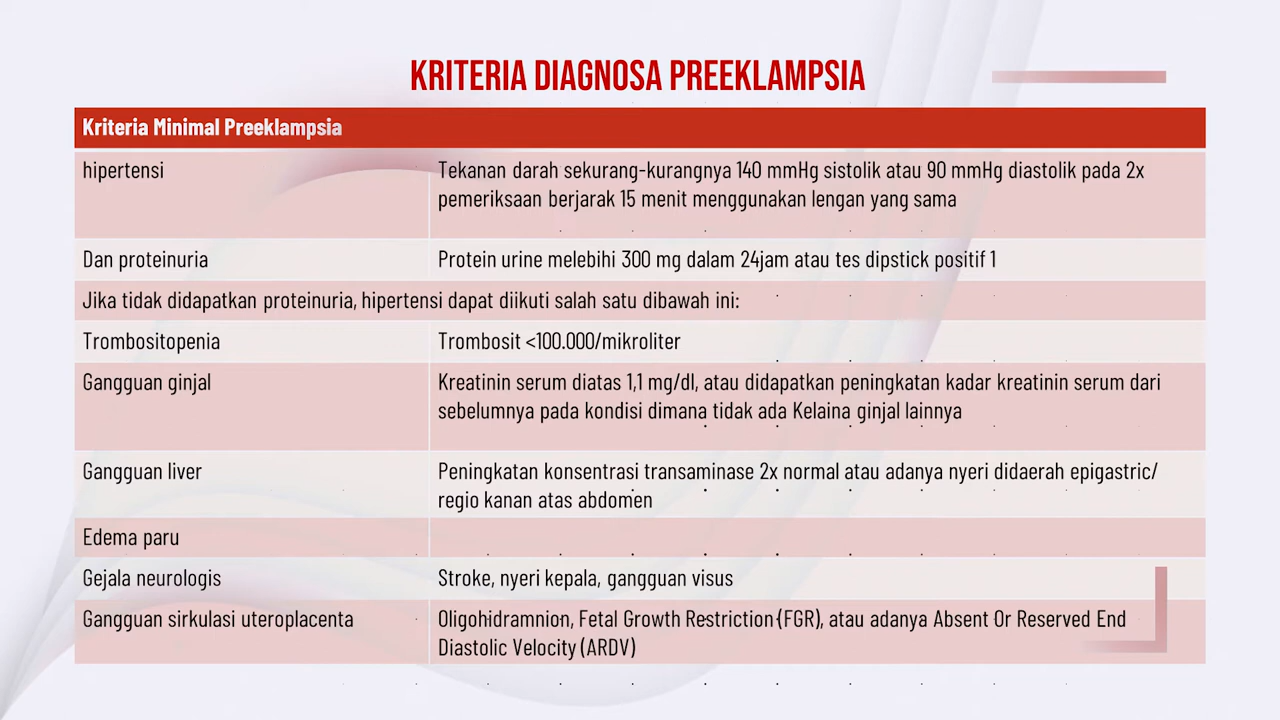 KRITERIA DIAGNOSA PREEKLAMPSIA
Kriteria Minimal Preeklampsia
hipertensi
Tekanan darah sekurang-kurangnya 140 mmHg sistolik atau 90 mmHg diastolik pada 2x
pemeriksaan berjarak 15 menit menggunakan lengan yang sama
Dan proteinuria
Protein urine melebihi 300 mg dalam 24jam atau tes dipstick positif 1
Jika tidak didapatkan proteinuria, hipertensi dapat diikuti salah satu dibawah ini:
Trombositopenia
Trombosit <100.000/mikroliter
Gangguan ginjal
Kreatinin serum diatas 1,1 mg/dl, atau didapatkan peningkatan kadar kreatinin serum dari
sebelumnya pada kondisi dimana tidak ada Kelaina ginjal lainnya
Gangguan liver
Peningkatan konsentrasi transaminase 2x normal atau adanya nyeri didaerah epigastric/
regio kanan atas abdomen
Edema paru
Gejala neurologis
Stroke, nyeri kepala, gangguan visus
Gangguan sirkulasi uteroplacenta
Oligohidramnion, Fetal Growth Restriction (FGR), atau adanya Absent Or Reserved End
Diastolic Velocity (ARDV)